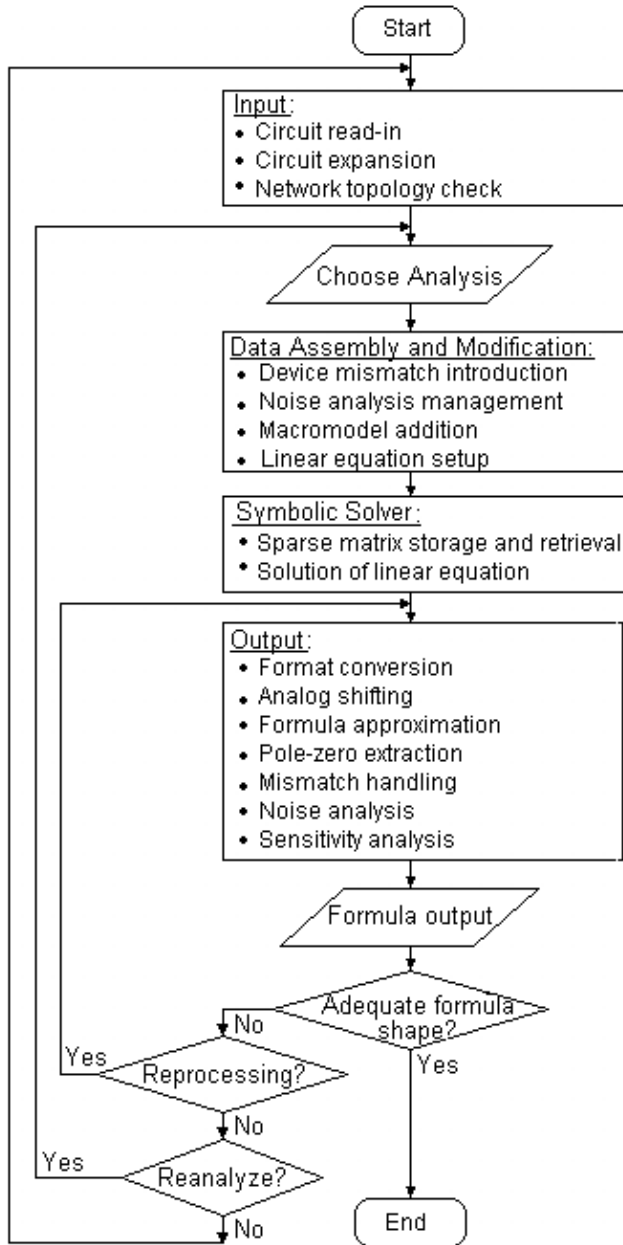 Start
Input:
• Circuit read-in
• Circuit expansion
• Network topology check
Choose Analysis
Data Assembly and Modification:
• Device mismatch introduction
• Noise analysis management
• Macromodel addition
• Linear equation setup
Symbolic Solver:
• Sparse matrix storage and retrieval
• Solution of linear equation
Output:
• Format conversion
• Analog shifting
• Formula approximation
• Pole-zero extraction
• Mismatch handling
• Noise analysis
• Sensitivity analysis
Formula output
Adequate formula
shape?
No
Yes
Yes
Reprocessing?
No
Yes
Reanalyze?
No
End